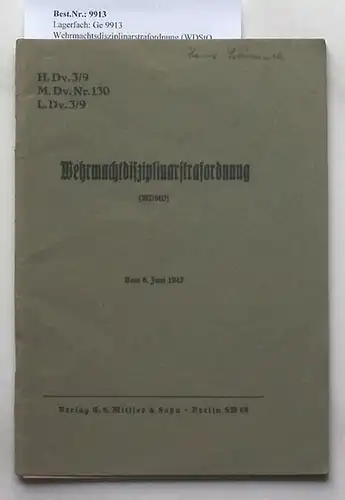 Best.Nr.: 9913
Lagerfach: Ge 9913
Wehrmachtsdisziplinarstrafordnung (WDStO
H. Dv. 3/9
M. Dv. Nr. 130
L. Dv. 3/9
Wehrmachtdisziplinarstrafordnung
(WDStO)
Vom 6. Juni 1942
Verlag E. S. Mittler & Sohn · Berlin SW 68